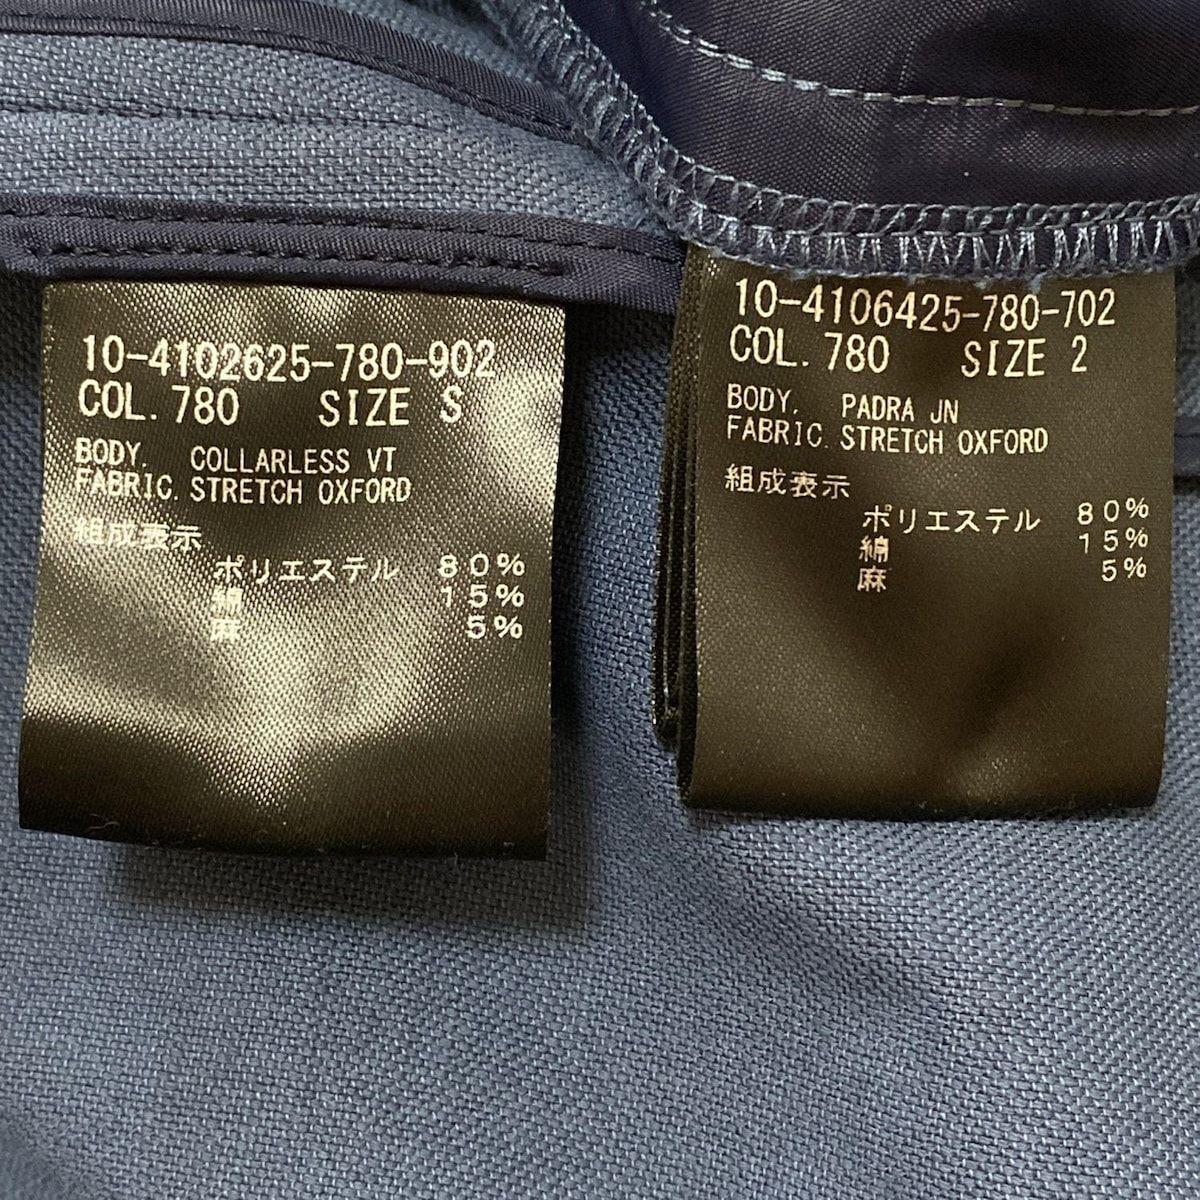 10-4102625-780-902
COL. 780 SIZE S
BODY. COLLARLESS VT
FABRIC. STRETCH OXFORD
組成表示
ポリエステル 80%
綿 15%
麻 5%
10-4106425-780-702
COL. 780 SIZE 2
BODY. PADRA JN
FABRIC. STRETCH OXFORD
組成表示
ポリエステル 80%
綿 15%
麻 5%